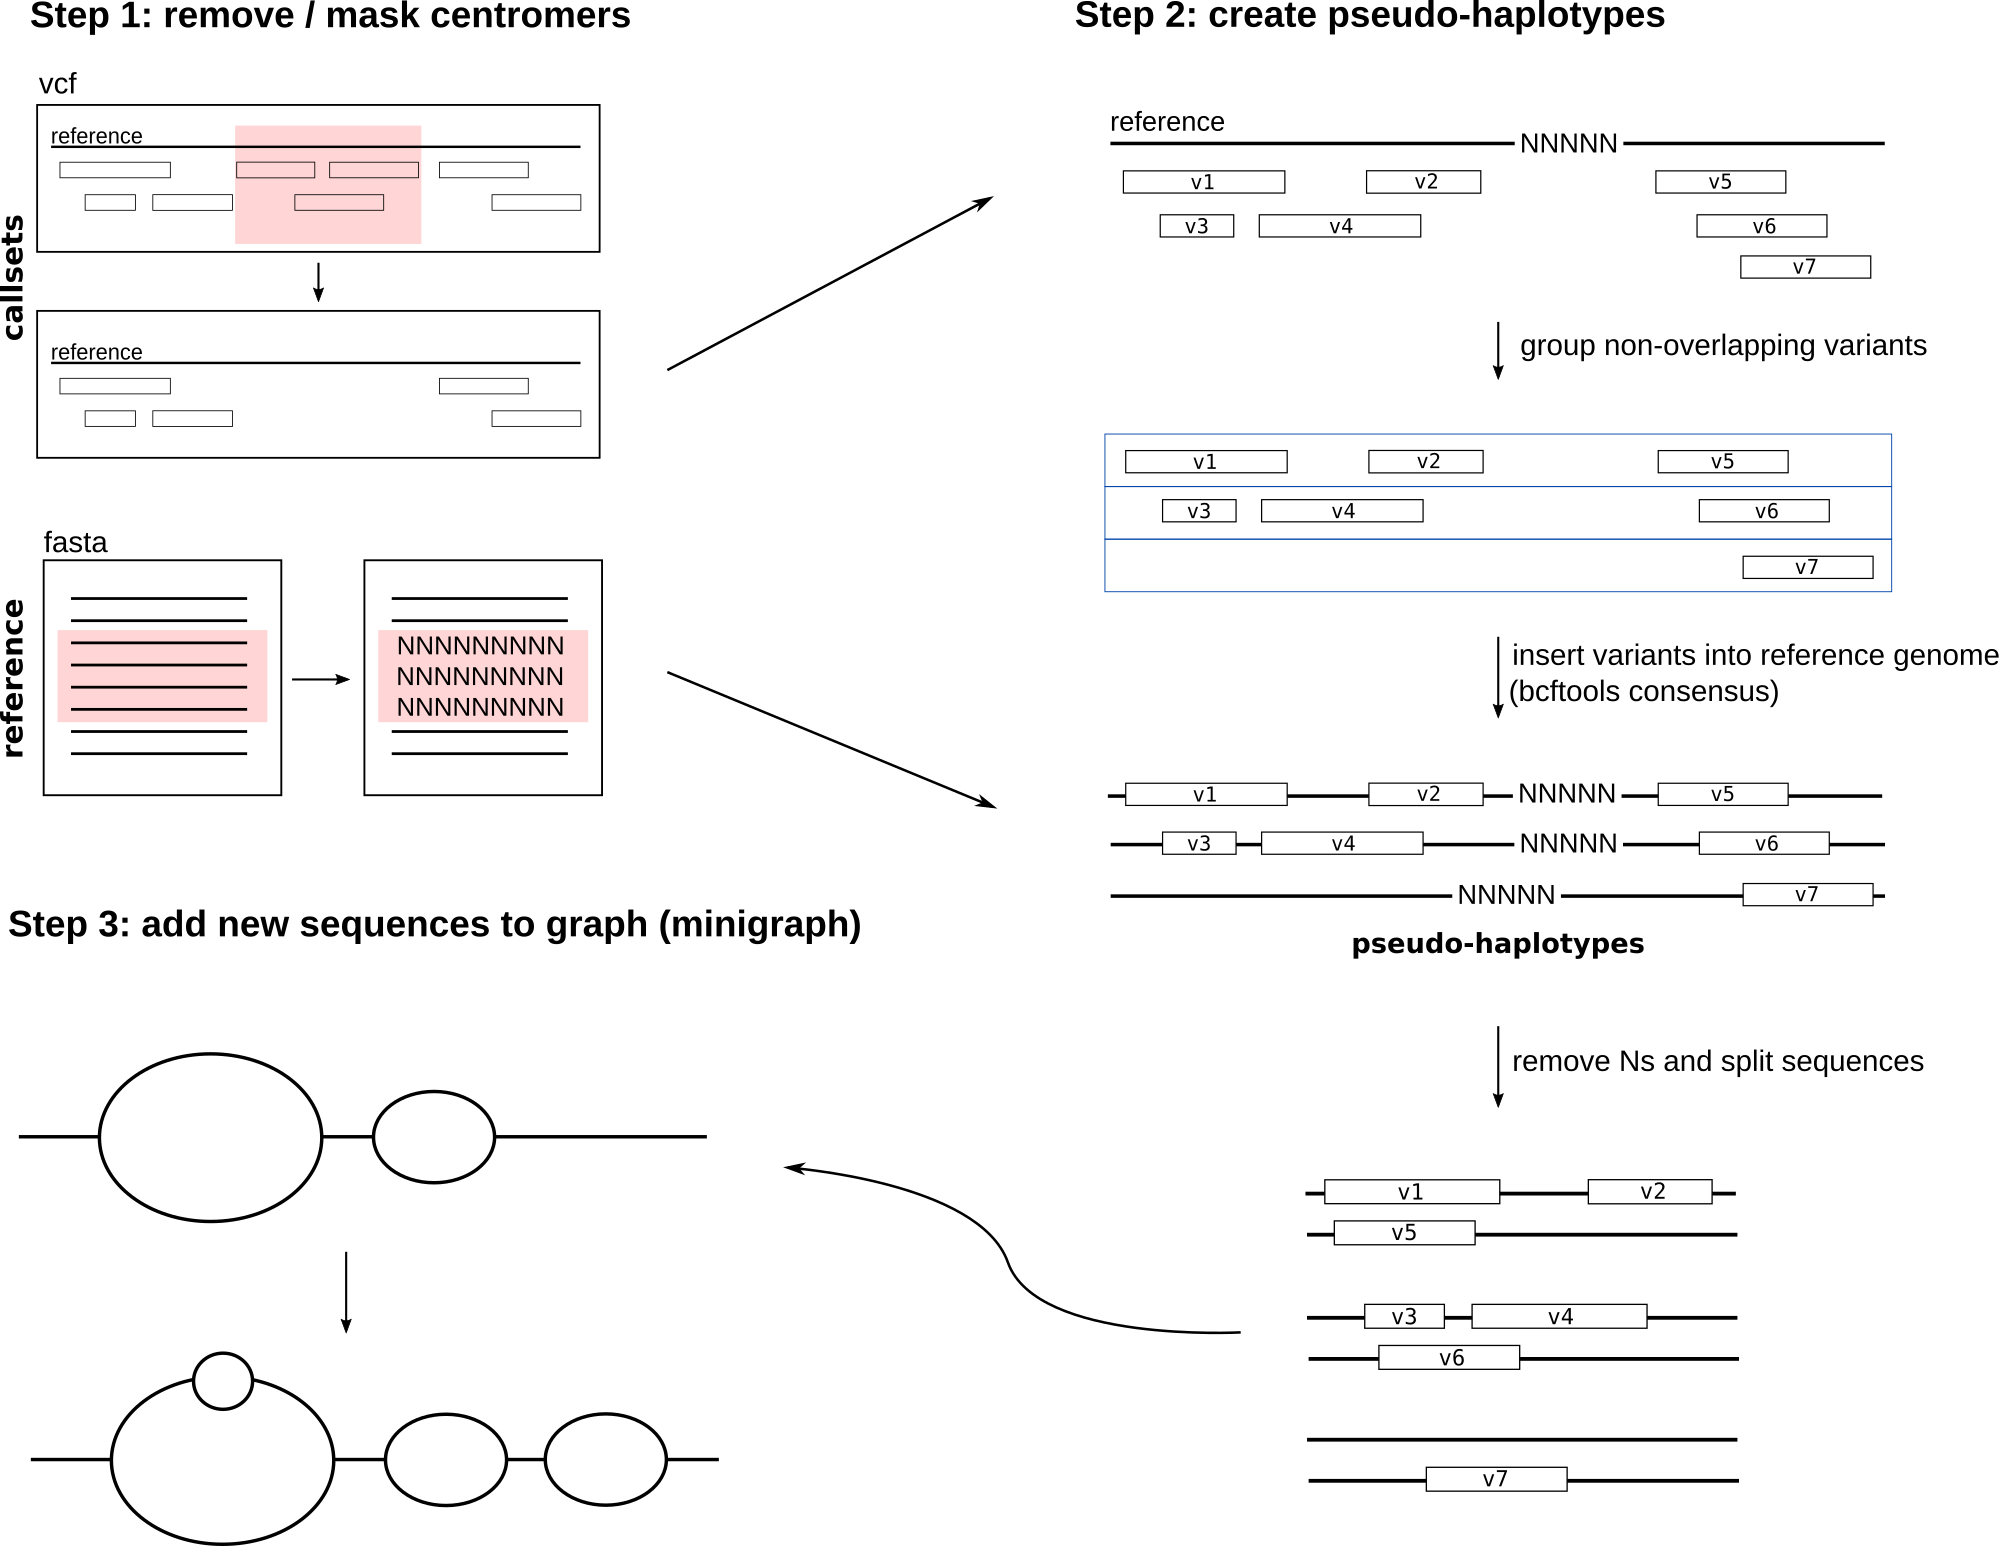 Step 1: remove / mask centromers
vcf
reference
callsets
reference
fasta
reference
NNNNNNNNN
NNNNNNNNN
NNNNNNNNN
Step 2: create pseudo-haplotypes
reference
NNNNN
v1 v2 v5
v3 v4 v6
v7
group non-overlapping variants
v1 v2 v5
v3 v4 v6
v7
insert variants into reference genome
(bcftools consensus)
v1 v2 NNNNN v5
v3 v4 NNNNN v6
NNNNN v7
pseudo-haplotypes
remove Ns and split sequences
v1 v2
v5
v3 v4
v6
v7
Step 3: add new sequences to graph (minigraph)